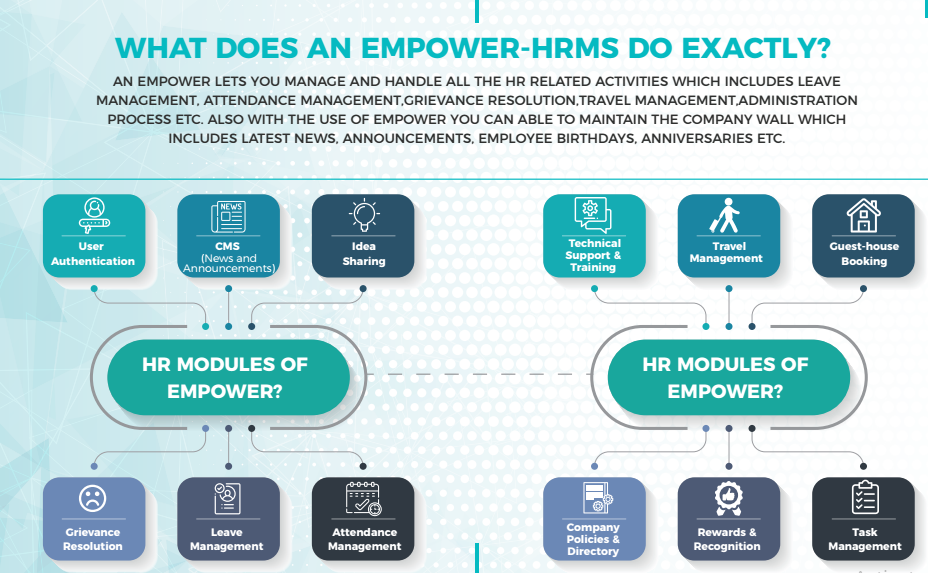 WHAT DOES AN EMPOWER-HRMS DO EXACTLY?
AN EMPOWER LETS YOU MANAGE AND HANDLE ALL THE HR RELATED ACTIVITIES WHICH INCLUDES LEAVE
MANAGEMENT, ATTENDANCE MANAGEMENT,GRIEVANCE RESOLUTION,TRAVEL MANAGEMENT,ADMINISTRATION
PROCESS ETC. ALSO WITH THE USE OF EMPOWER YOU CAN ABLE TO MAINTAIN THE COMPANY WALL WHICH
INCLUDES LATEST NEWS, ANNOUNCEMENTS, EMPLOYEE BIRTHDAYS, ANNIVERSARIES ETC.
User
Authentication
NEWS
CMS
(News and
Announcements)
Idea
Sharing
Technical
Support &
Training
Travel
Management
Guest-house
Booking
HR MODULES OF
EMPOWER?
HR MODULES OF
EMPOWER?
Grievance
Resolution
Leave
Management
Attendance
Management
Company
Policies &
Directory
Rewards &
Recognition
Task
Management